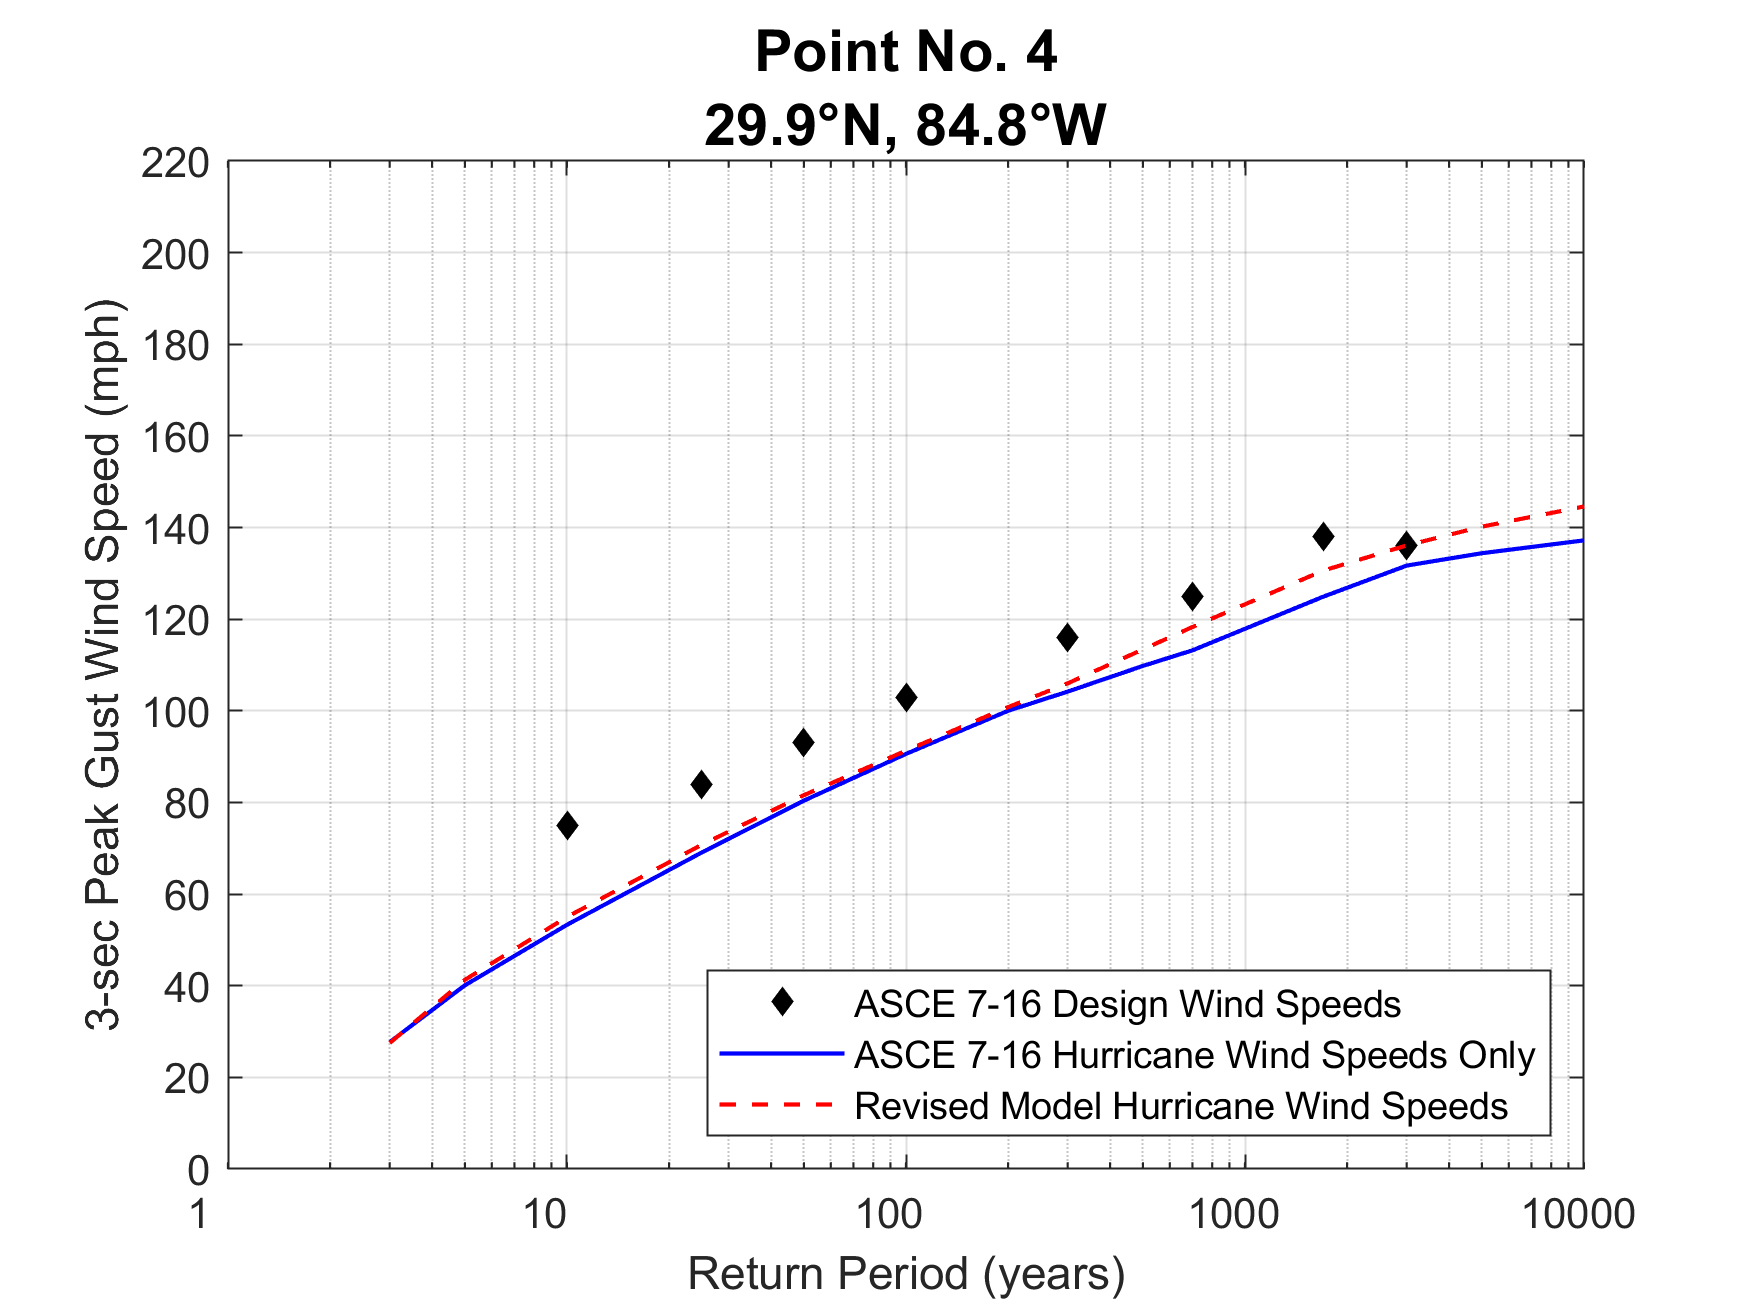 Point No. 4
29.9°N, 84.8°W
220
200
180
160
140
120
100
80
60
40
20
0
3-sec Peak Gust Wind Speed (mph)
ASCE 7-16 Design Wind Speeds
ASCE 7-16 Hurricane Wind Speeds Only
Revised Model Hurricane Wind Speeds
1 10 100 1000 10000
Return Period (years)